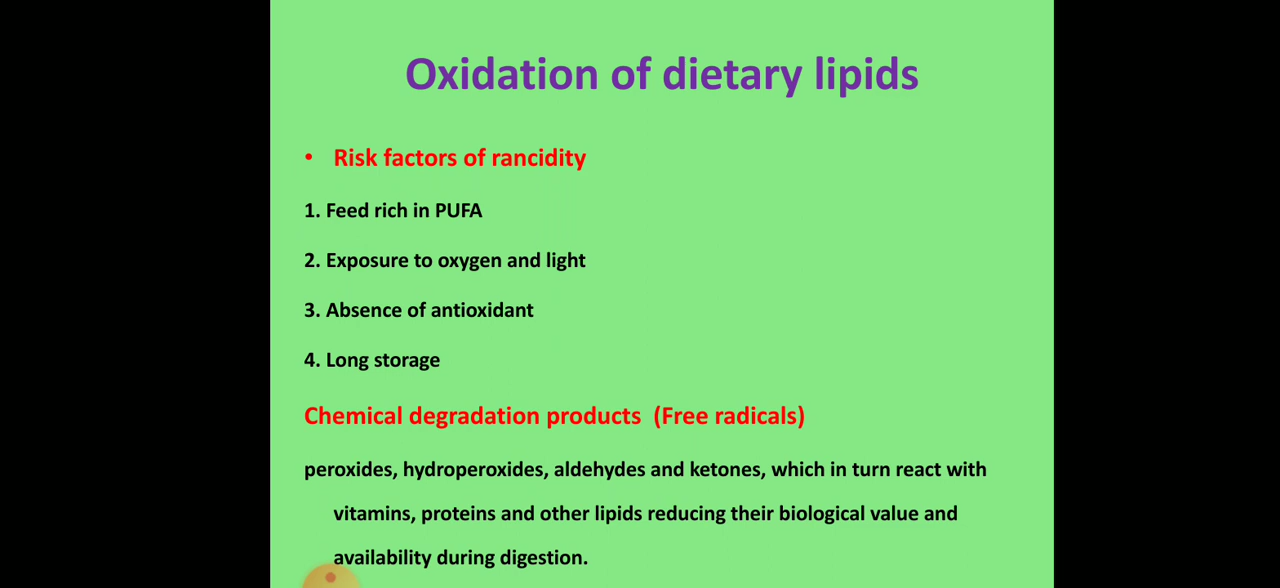 Oxidation of dietary lipids
• Risk factors of rancidity
1. Feed rich in PUFA
2. Exposure to oxygen and light
3. Absence of antioxidant
4. Long storage
Chemical degradation products  (Free radicals)
peroxides, hydroperoxides, aldehydes and ketones, which in turn react with
vitamins, proteins and other lipids reducing their biological value and
availability during digestion.